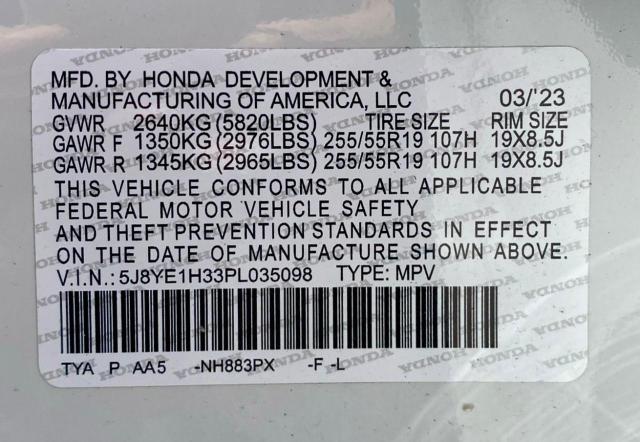 MFD. BY HONDA DEVELOPMENT &
MANUFACTURING OF AMERICA, LLC 03/'23
GVWR 2640KG (5820LBS) TIRE SIZE RIM SIZE
GAWR F 1350KG (2976LBS) 255/55R19 107H 19X8.5J
GAWR R 1345KG (2965LBS) 255/55R19 107H 19X8.5J
THIS VEHICLE CONFORMS TO ALL APPLICABLE
FEDERAL MOTOR VEHICLE SAFETY
AND THEFT PREVENTION STANDARDS IN EFFECT
ON THE DATE OF MANUFACTURE SHOWN ABOVE.
V.I.N.: 5J8YE1H33PL035098 TYPE: MPV
TYA P AA5 -NH883PX -F -L